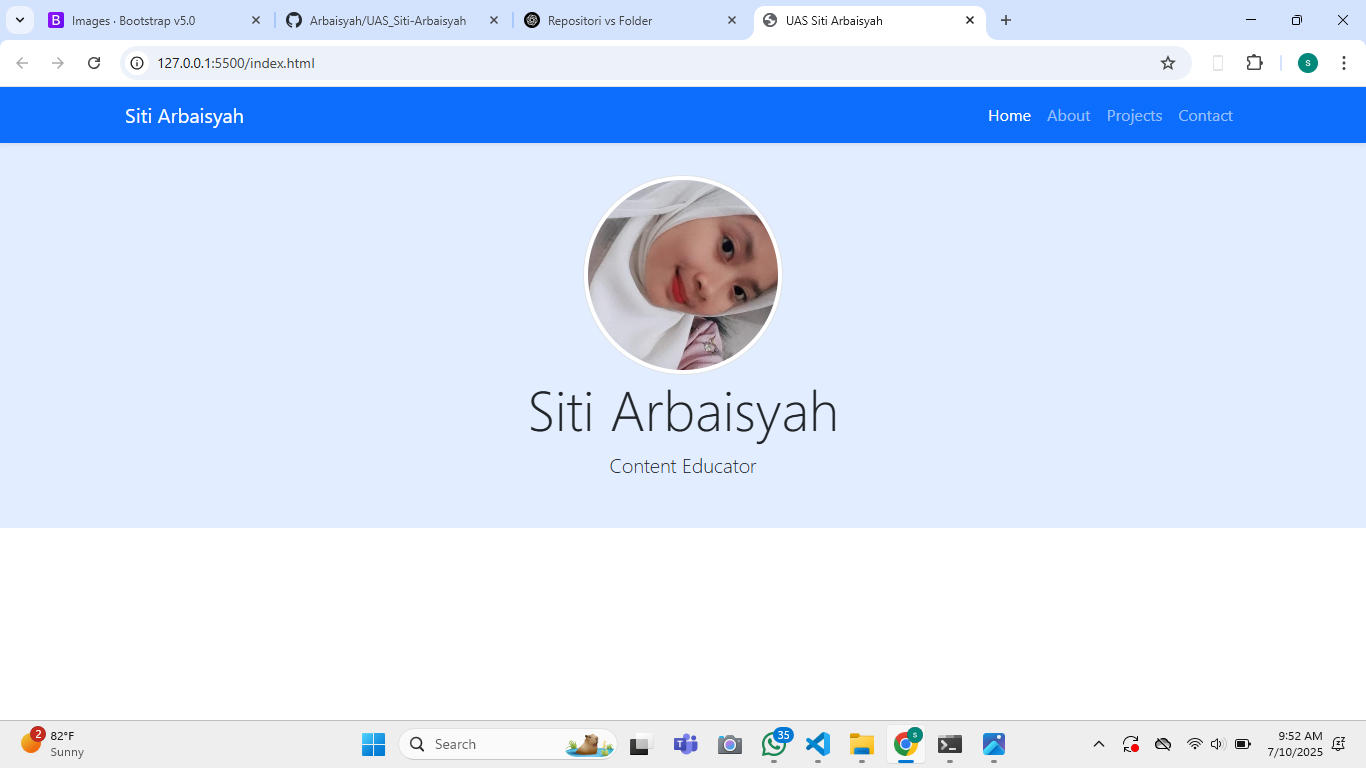 Images · Bootstrap v5.0
Arbaisyah/UAS_Siti-Arbaisyah
Repositori vs Folder
UAS Siti Arbaisyah
127.0.0.1:5500/index.html
s
Siti Arbaisyah
Home About Projects Contact
Siti Arbaisyah
Content Educator
2
82°F
Sunny
Search
35
s
9:52 AM
7/10/2025